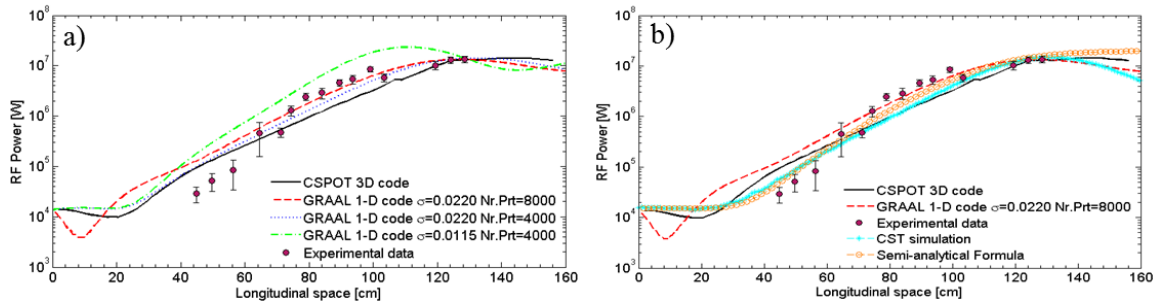 a)
10^8
10^7
10^6
10^5
10^4
10^3
RF Power [W]
0 20 40 60 80 100 120 140 160
Longitudinal space [cm]
CSPOT 3D code
GRAAL 1-D code σ=0.0220 Nr.Prt=8000
GRAAL 1-D code σ=0.0220 Nr.Prt=4000
GRAAL 1-D code σ=0.0115 Nr.Prt=4000
Experimental data
b)
10^8
10^7
10^6
10^5
10^4
10^3
RF Power [W]
0 20 40 60 80 100 120 140 160
Longitudinal space [cm]
CSPOT 3D code
GRAAL 1-D code σ=0.0220 Nr.Prt=8000
Experimental data
CST simulation
Semi-analytical Formula